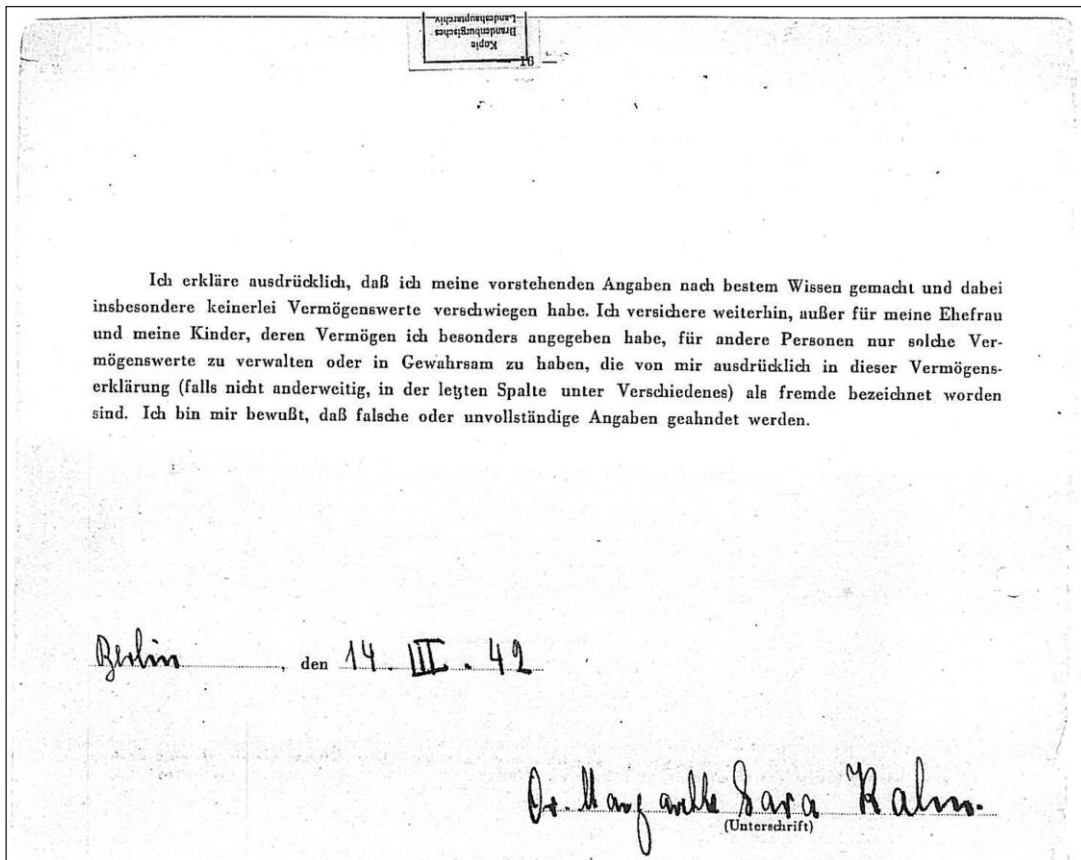 Kopie
Brandenburgisches
Landeshauptarchiv
— 16 —
Ich erkläre ausdrücklich, daß ich meine vorstehenden Angaben nach bestem Wissen gemacht und dabei
insbesondere keinerlei Vermögenswerte verschwiegen habe. Ich versichere weiterhin, außer für meine Ehefrau
und meine Kinder, deren Vermögen ich besonders angegeben habe, für andere Personen nur solche Ver-
mögenswerte zu verwalten oder in Gewahrsam zu haben, die von mir ausdrücklich in dieser Vermögens-
erklärung (falls nicht anderweitig, in der letzten Spalte unter Verschiedenes) als fremde bezeichnet worden
sind. Ich bin mir bewußt, daß falsche oder unvollständige Angaben geahndet werden.
Berlin, den 14. III. 42
Dr. Sara
(Unterschrift)